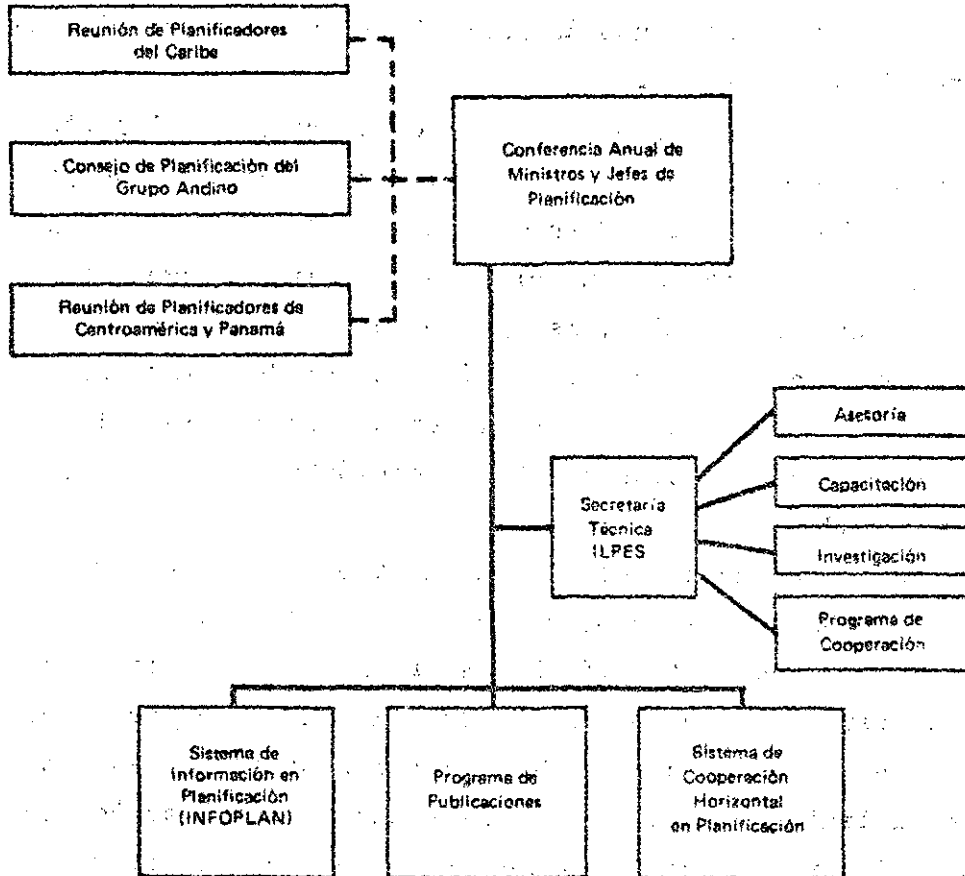 Reunión de Planificadores
del Caribe
Consejo de Planificación del
Grupo Andino
Reunión de Planificadores de
Centroamérica y Panamá
Conferencia Anual de
Ministros y Jefes de
Planificación
Secretaría
Técnica
ILPES
Asesoría
Capacitación
Investigación
Programa de
Cooperación
Sistema de
Información en
Planificación
(INFOPLAN)
Programa de
Publicaciones
Sistema de
Cooperación
Horizontal
en Planificación